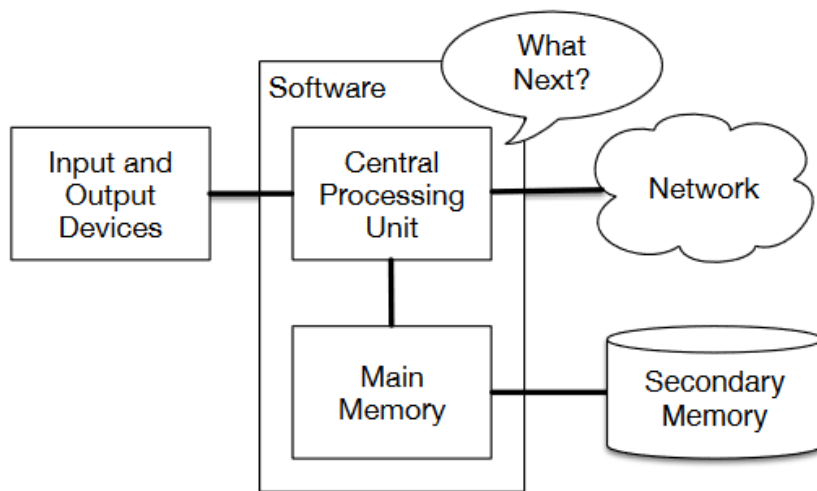 What
Next?
Software
Input and
Output
Devices
Central
Processing
Unit
Network
Main
Memory
Secondary
Memory